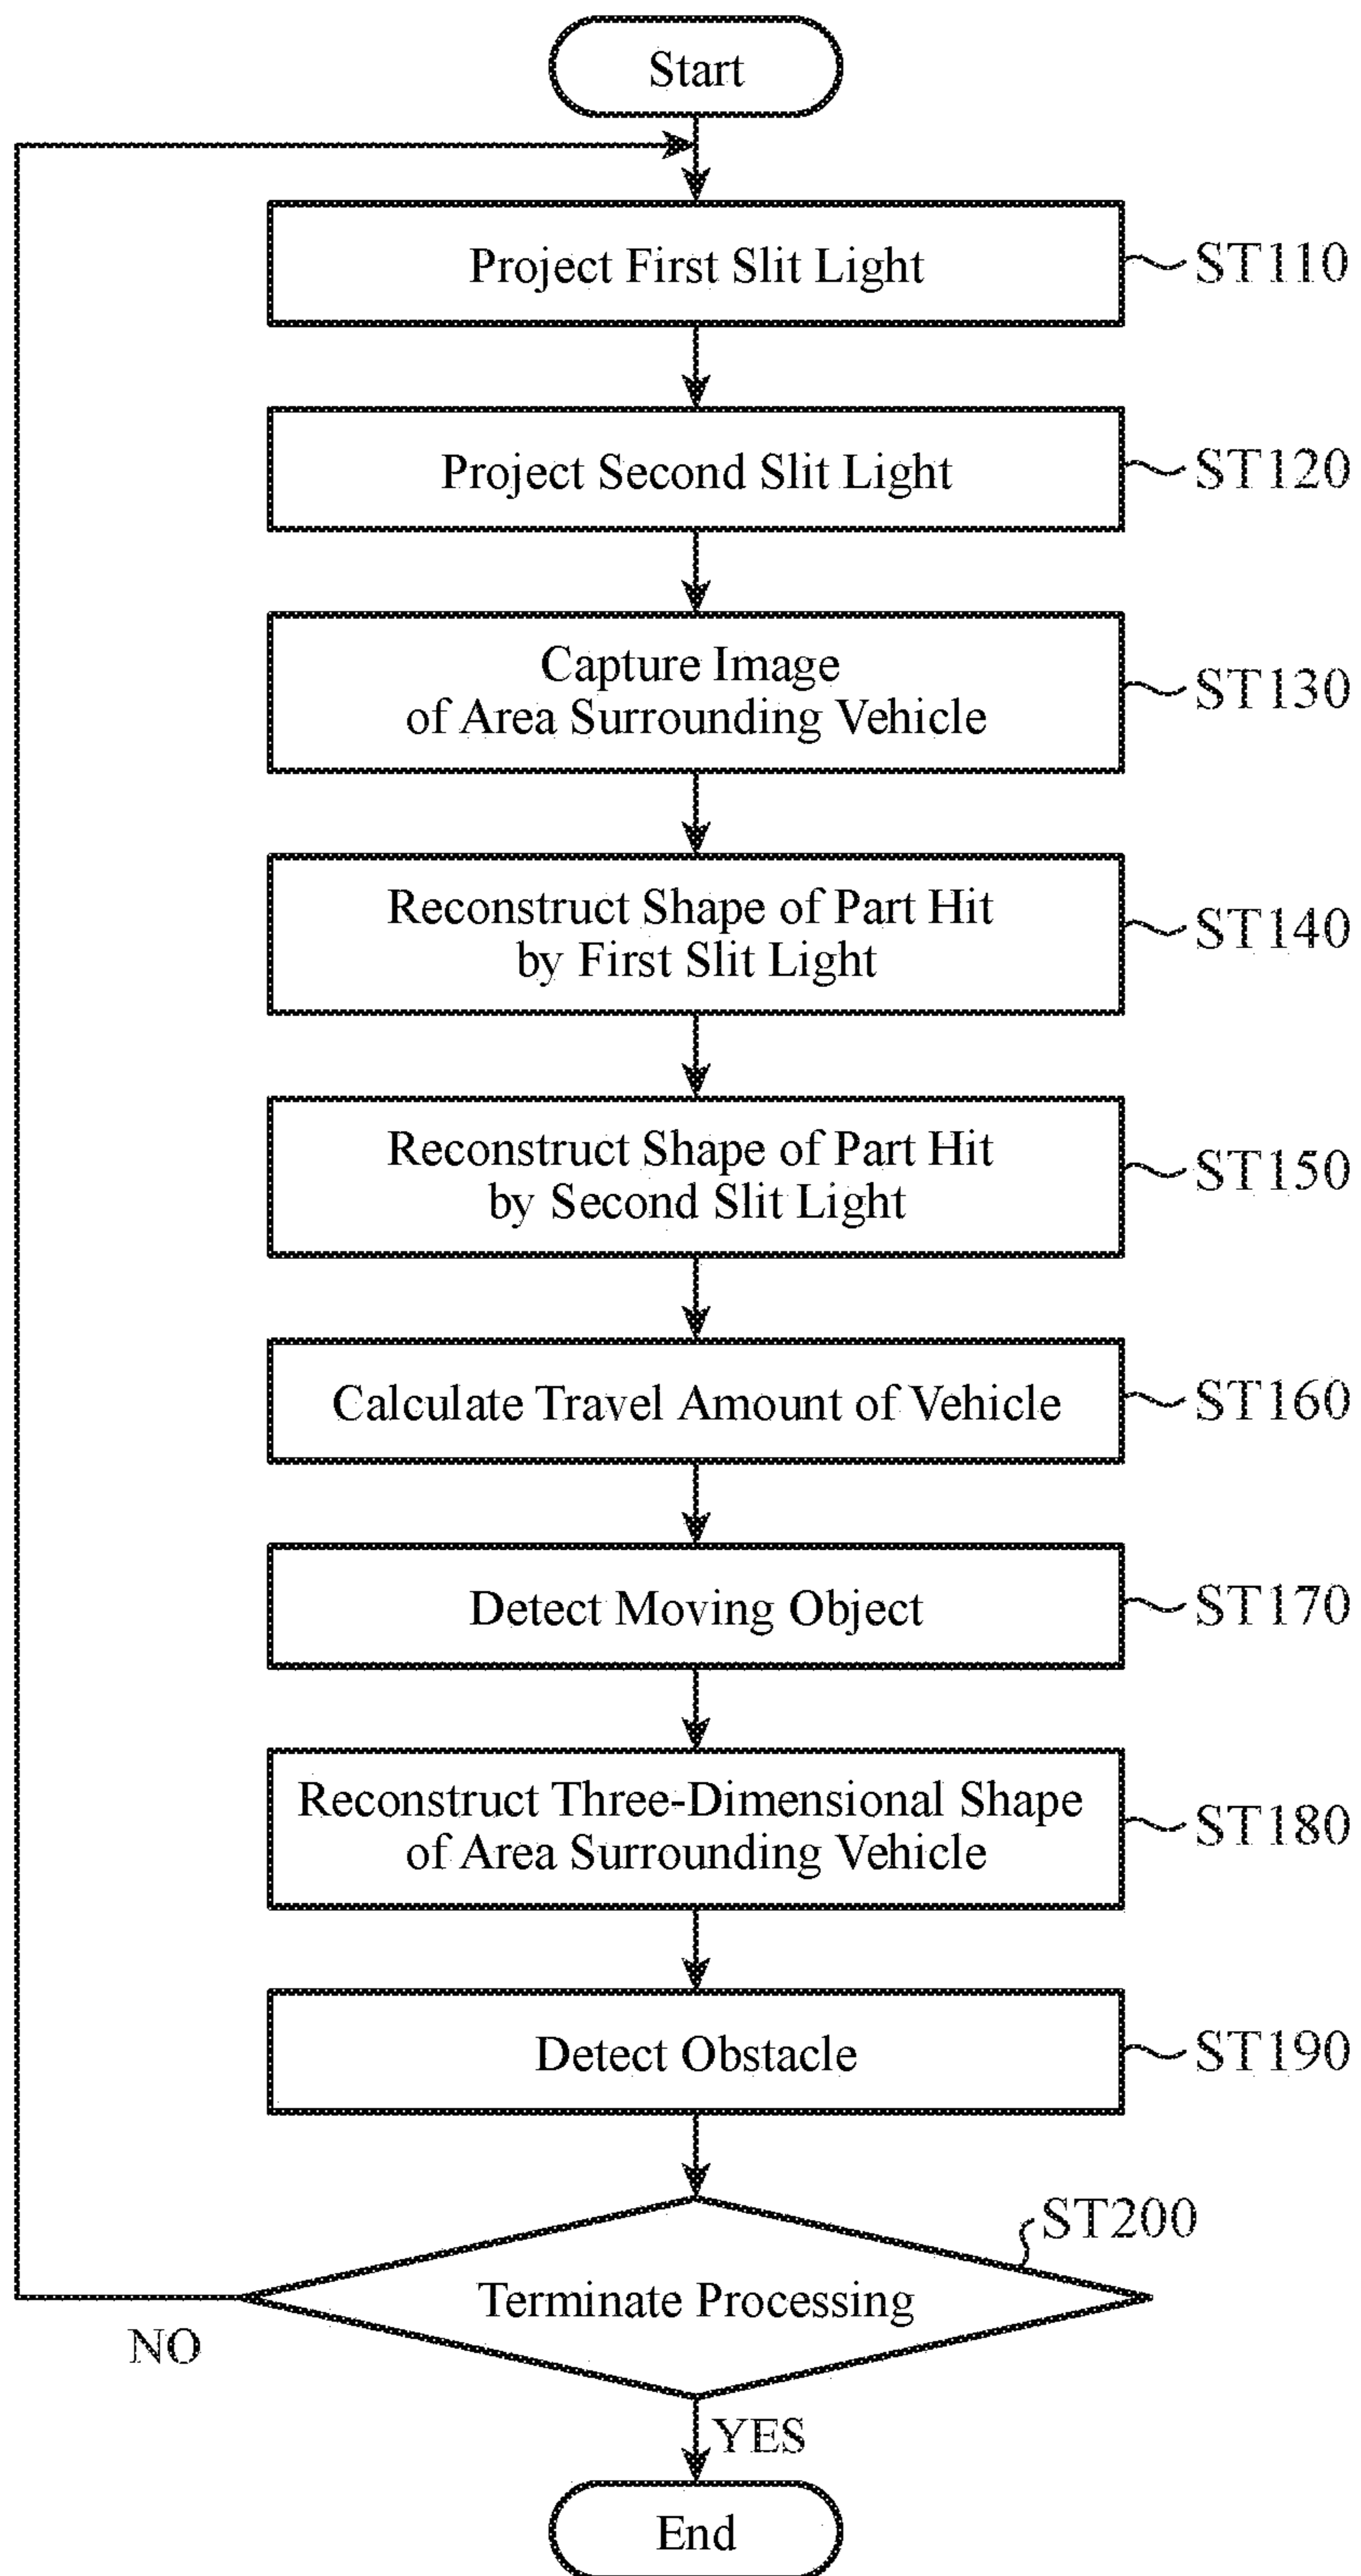 Start
Project First Slit Light
ST110
Project Second Slit Light
ST120
Capture Image
of Area Surrounding Vehicle
ST130
Reconstruct Shape of Part Hit
by First Slit Light
ST140
Reconstruct Shape of Part Hit
by Second Slit Light
ST150
Calculate Travel Amount of Vehicle
ST160
Detect Moving Object
ST170
Reconstruct Three-Dimensional Shape
of Area Surrounding Vehicle
ST180
Detect Obstacle
ST190
ST200
Terminate Processing
NO
YES
End